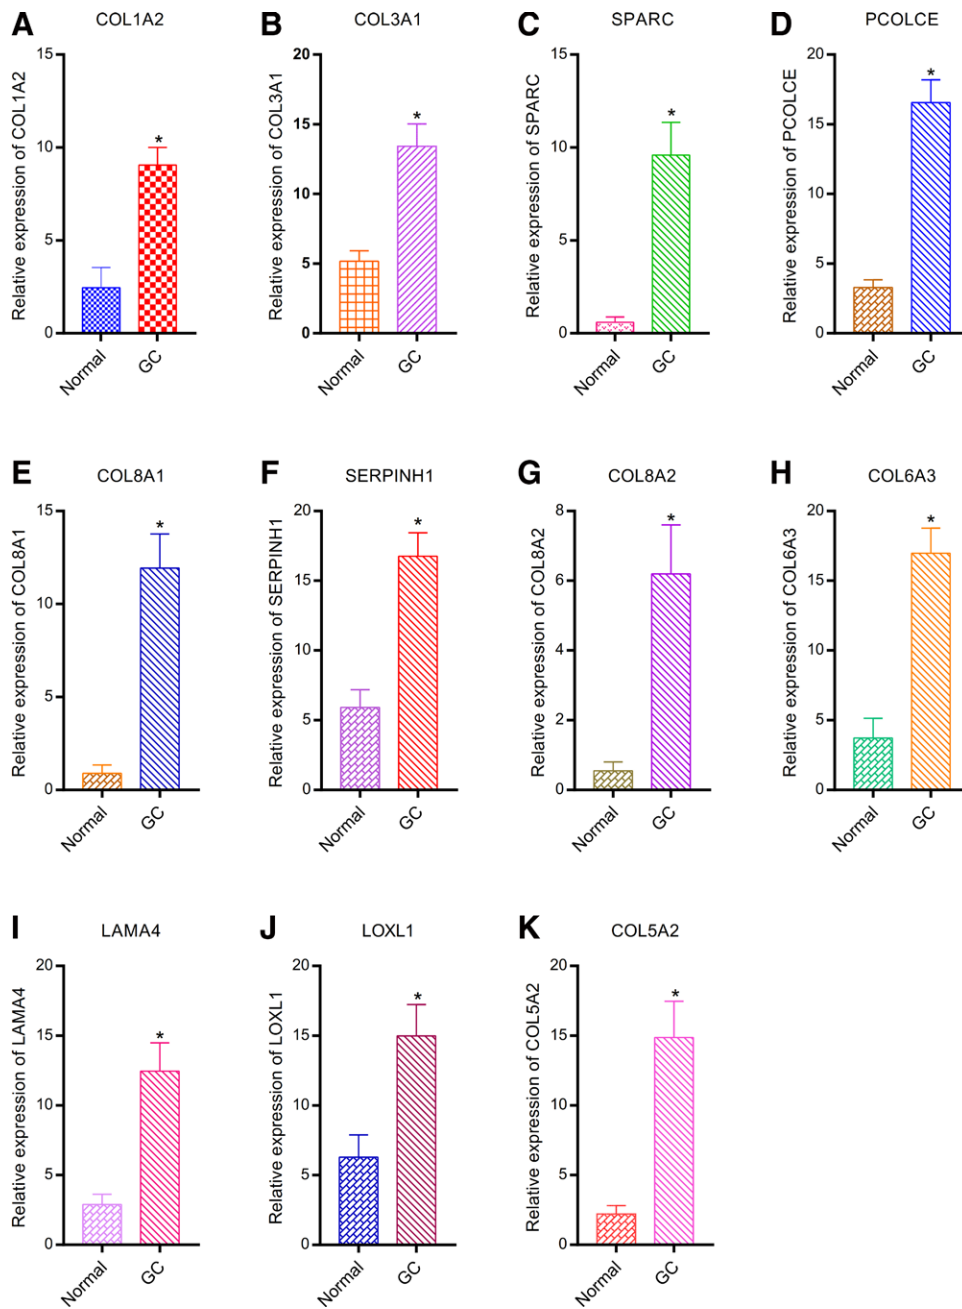 A COL1A2
Relative expression of COL1A2
15
10
5
0
*
Normal GC
B COL3A1
Relative expression of COL3A1
20
15
10
5
0
*
Normal GC
C SPARC
Relative expression of SPARC
15
10
5
0
*
Normal GC
D PCOLCE
Relative expression of PCOLCE
20
15
10
5
0
*
Normal GC
E COL8A1
Relative expression of COL8A1
15
10
5
0
*
Normal GC
F SERPINH1
Relative expression of SERPINH1
20
15
10
5
0
*
Normal GC
G COL8A2
Relative expression of COL8A2
8
6
4
2
0
*
Normal GC
H COL6A3
Relative expression of COL6A3
20
15
10
5
0
*
Normal GC
I LAMA4
Relative expression of LAMA4
20
15
10
5
0
*
Normal GC
J LOXL1
Relative expression of LOXL1
20
15
10
5
0
*
Normal GC
K COL5A2
Relative expression of COL5A2
20
15
10
5
0
*
Normal GC